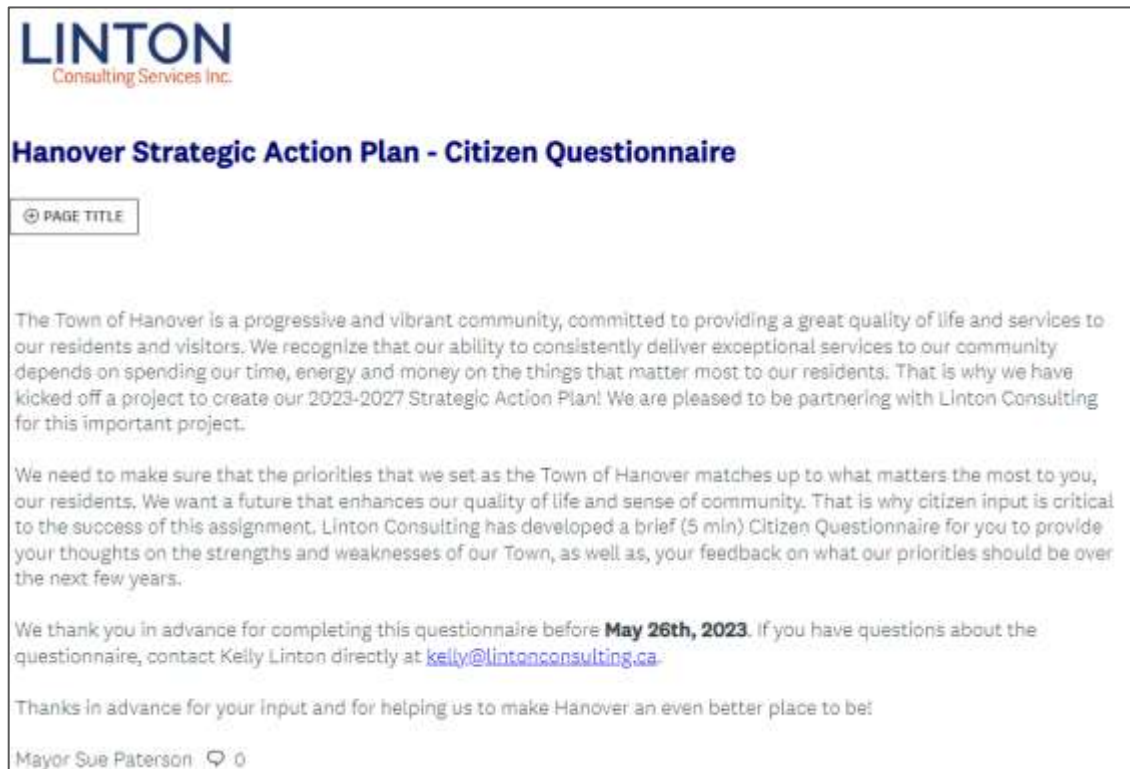 LINTON
Consulting Services Inc.
Hanover Strategic Action Plan - Citizen Questionnaire
⊕ PAGE TITLE
The Town of Hanover is a progressive and vibrant community, committed to providing a great quality of life and services to
our residents and visitors. We recognize that our ability to consistently deliver exceptional services to our community
depends on spending our time, energy and money on the things that matter most to our residents. That is why we have
kicked off a project to create our 2023-2027 Strategic Action Plan! We are pleased to be partnering with Linton Consulting
for this important project.
We need to make sure that the priorities that we set as the Town of Hanover matches up to what matters the most to you,
our residents. We want a future that enhances our quality of life and sense of community. That is why citizen input is critical
to the success of this assignment. Linton Consulting has developed a brief (5 min) Citizen Questionnaire for you to provide
your thoughts on the strengths and weaknesses of our Town, as well as, your feedback on what our priorities should be over
the next few years.
We thank you in advance for completing this questionnaire before May 26th, 2023. If you have questions about the
questionnaire, contact Kelly Linton directly at kelly@lintonconsulting.ca.
Thanks in advance for your input and for helping us to make Hanover an even better place to be!
Mayor Sue Paterson 0